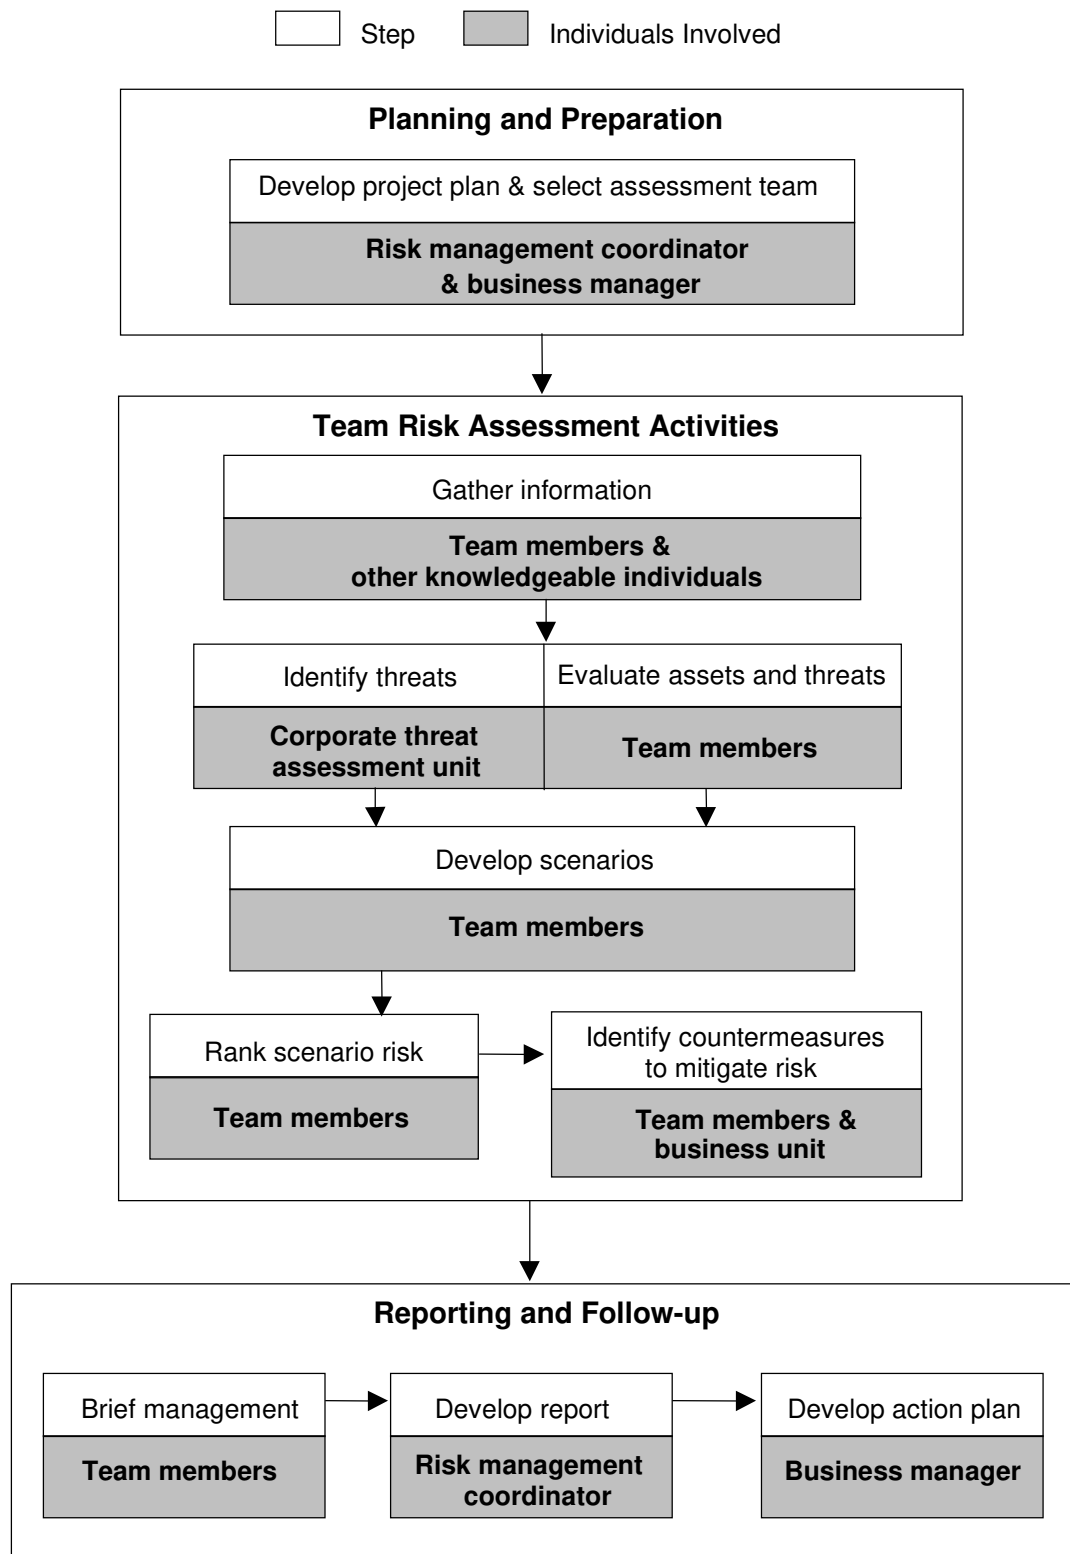 Step
Individuals Involved
Planning and Preparation
Develop project plan & select assessment team
Risk management coordinator
& business manager
Team Risk Assessment Activities
Gather information
Team members &
other knowledgeable individuals
Identify threats
Corporate threat
assessment unit
Evaluate assets and threats
Team members
Develop scenarios
Team members
Rank scenario risk
Team members
Identify countermeasures
to mitigate risk
Team members &
business unit
Reporting and Follow-up
Brief management
Team members
Develop report
Risk management
coordinator
Develop action plan
Business manager